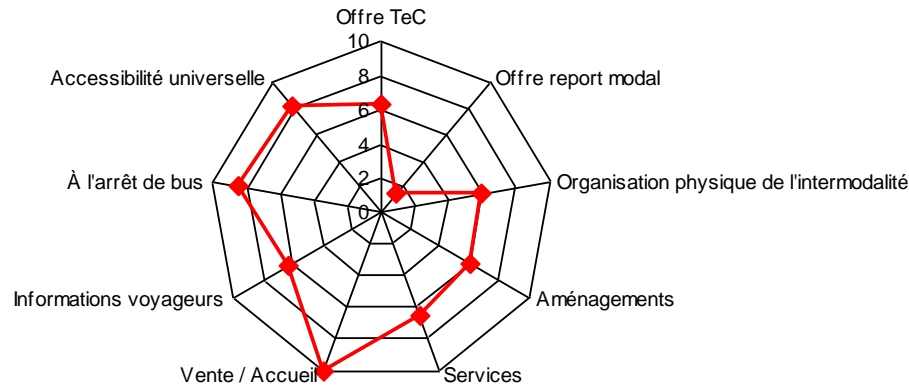 Offre TeC
10
Accessibilité universelle
8
Offre report modal
6
À l'arrêt de bus
4
Organisation physique de l'intermodalité
2
0
Informations voyageurs
Aménagements
Vente / Accueil
Services